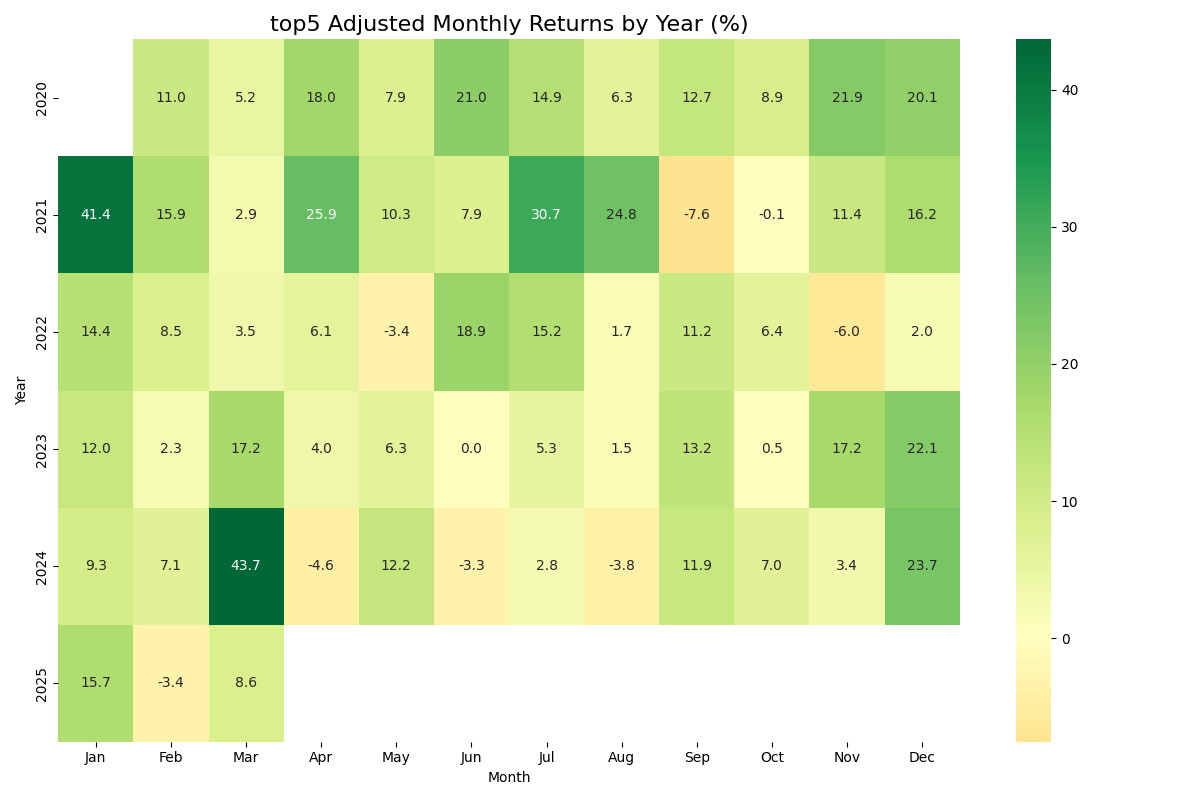 top5 Adjusted Monthly Returns by Year (%)
2020 11.0 5.2 18.0 7.9 21.0 14.9 6.3 12.7 8.9 21.9 20.1
2021 41.4 15.9 2.9 25.9 10.3 7.9 30.7 24.8 -7.6 -0.1 11.4 16.2
2022 14.4 8.5 3.5 6.1 -3.4 18.9 15.2 1.7 11.2 6.4 -6.0 2.0
2023 12.0 2.3 17.2 4.0 6.3 0.0 5.3 1.5 13.2 0.5 17.2 22.1
2024 9.3 7.1 43.7 -4.6 12.2 -3.3 2.8 -3.8 11.9 7.0 3.4 23.7
2025 15.7 -3.4 8.6
Year
Jan Feb Mar Apr May Jun Jul Aug Sep Oct Nov Dec
Month
40
30
20
10
0